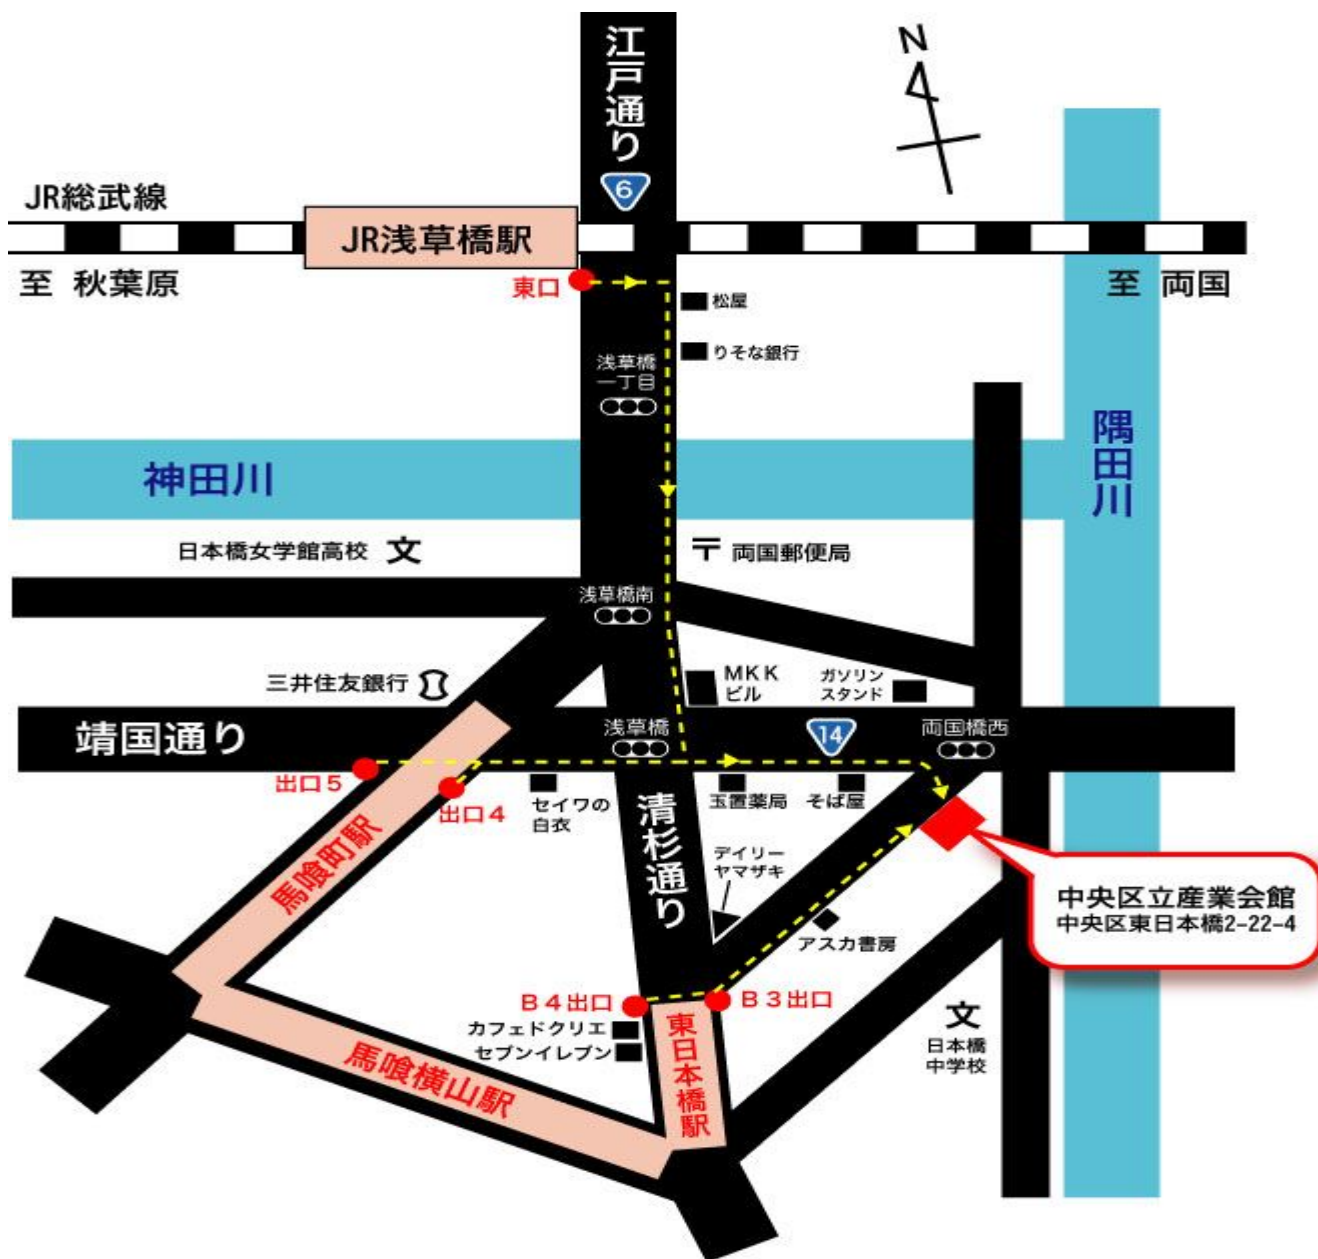 江戸通り
6
N
JR総武線
JR浅草橋駅
至 秋葉原
東口
至 両国
松屋
りそな銀行
浅草橋
一丁目
隅田川
神田川
日本橋女学館高校 文
〒 両国郵便局
浅草橋南
三井住友銀行
MKK
ビル
ガソリン
スタンド
靖国通り
浅草橋
14
両国橋西
出口5
出口4
セイワの
白衣
玉置薬局
そば屋
清杉通り
馬喰町駅
デイリー
ヤマザキ
アスカ書房
中央区立産業会館
中央区東日本橋2-22-4
B4出口
B3出口
カフェドクリエ
セブンイレブン
東日本橋駅
馬喰横山駅
文
日本橋
中学校